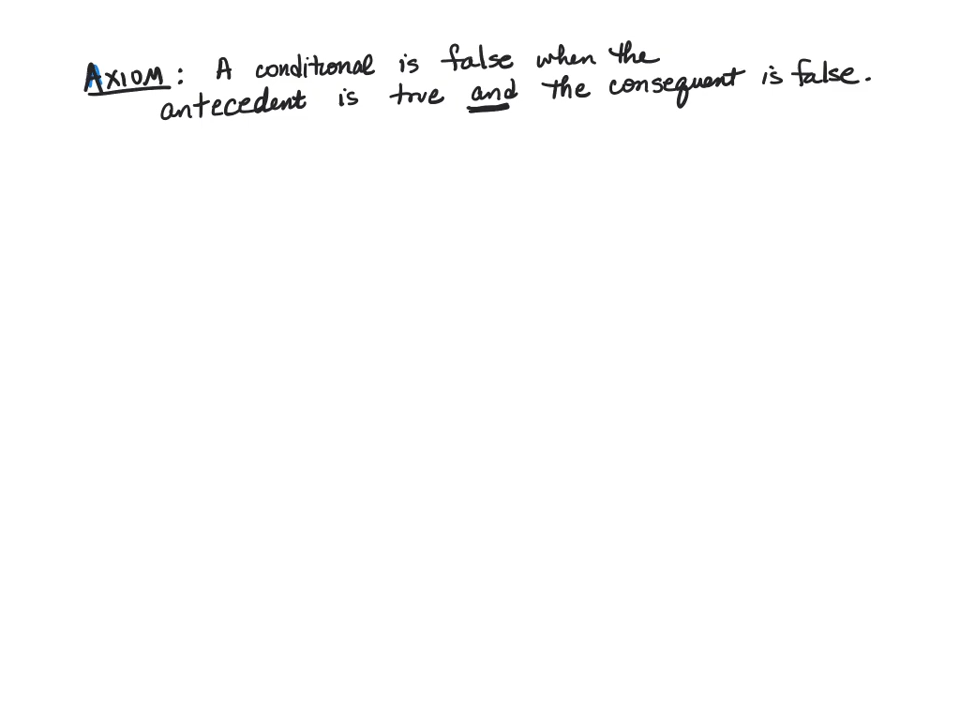 AXIOM: A conditional is false when the
antecedent is true and the consequent is false.